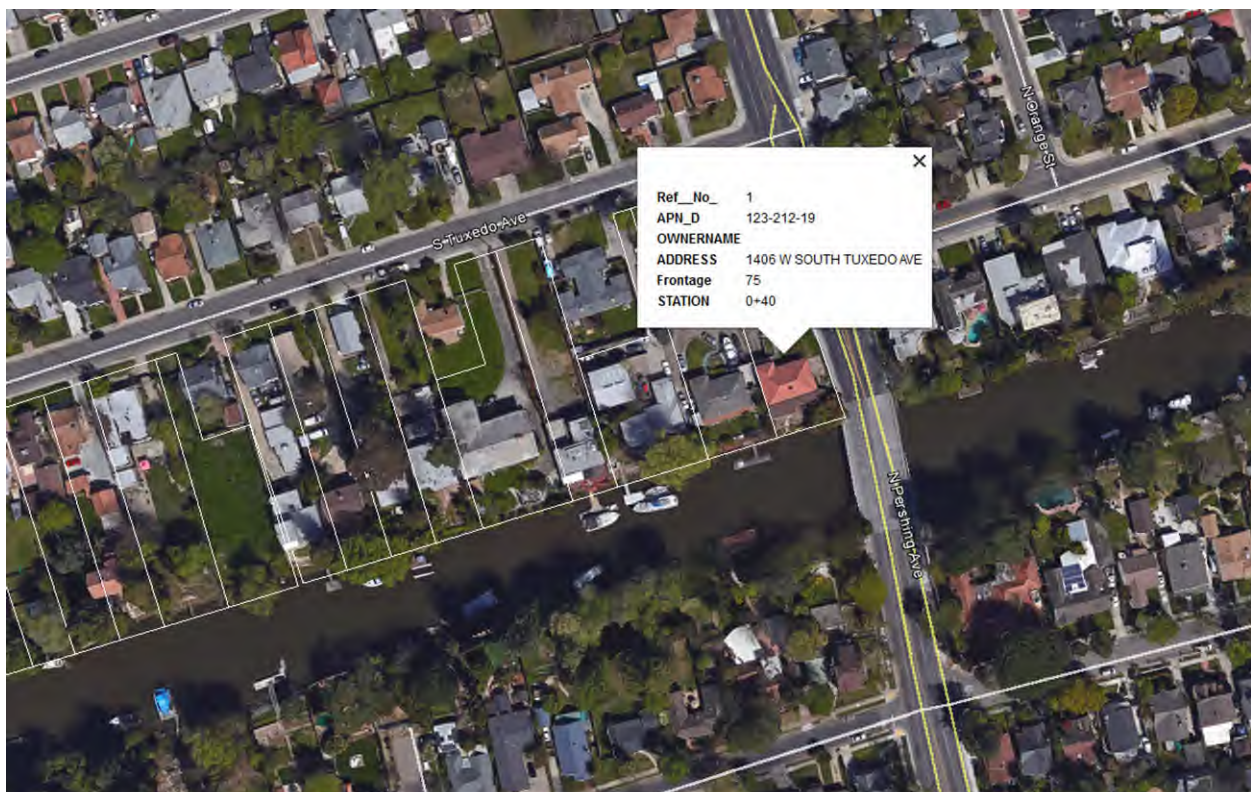 N Orange St
×
Ref__No_ 1
APN_D 123-212-19
OWNERNAME
ADDRESS 1406 W SOUTH TUXEDO AVE
Frontage 75
STATION 0+40
S Tuxedo Ave
N Pershing Ave